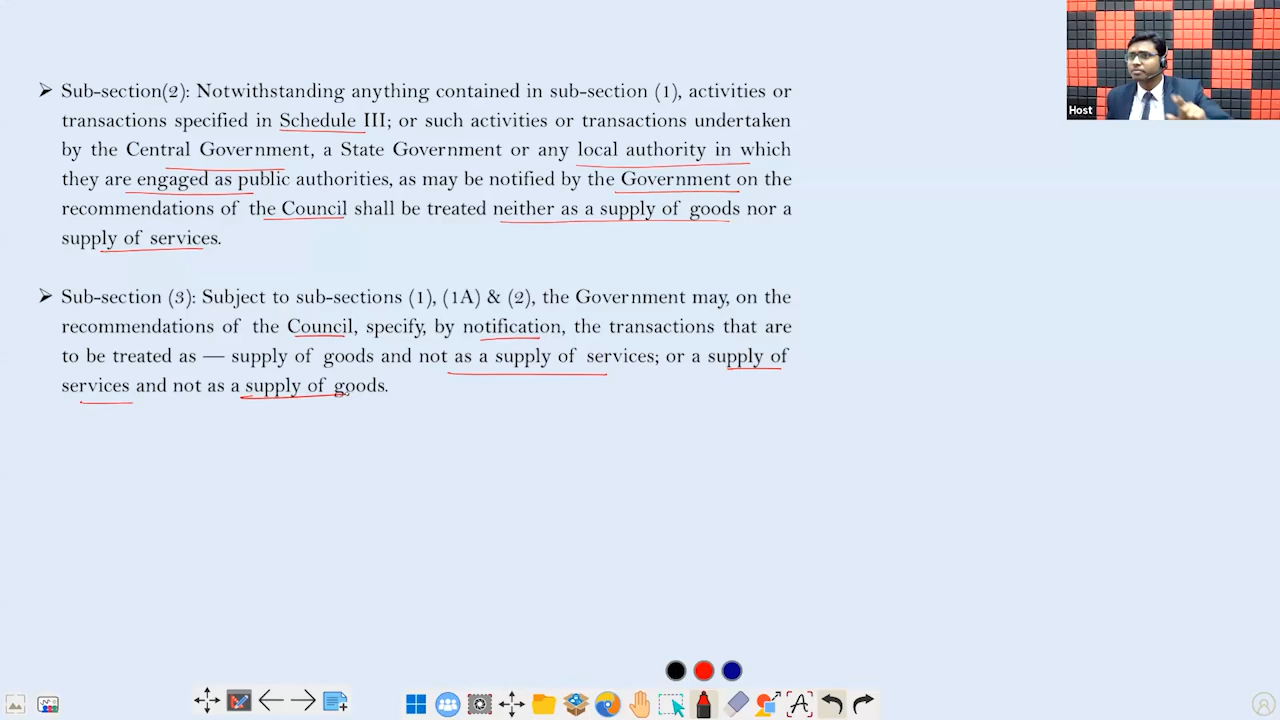 Host
➤ Sub-section(2): Notwithstanding anything contained in sub-section (1), activities or
transactions specified in Schedule III; or such activities or transactions undertaken
by the Central Government, a State Government or any local authority in which
they are engaged as public authorities, as may be notified by the Government on the
recommendations of the Council shall be treated neither as a supply of goods nor a
supply of services.
➤ Sub-section (3): Subject to sub-sections (1), (1A) & (2), the Government may, on the
recommendations of the Council, specify, by notification, the transactions that are
to be treated as — supply of goods and not as a supply of services; or a supply of
services and not as a supply of goods.